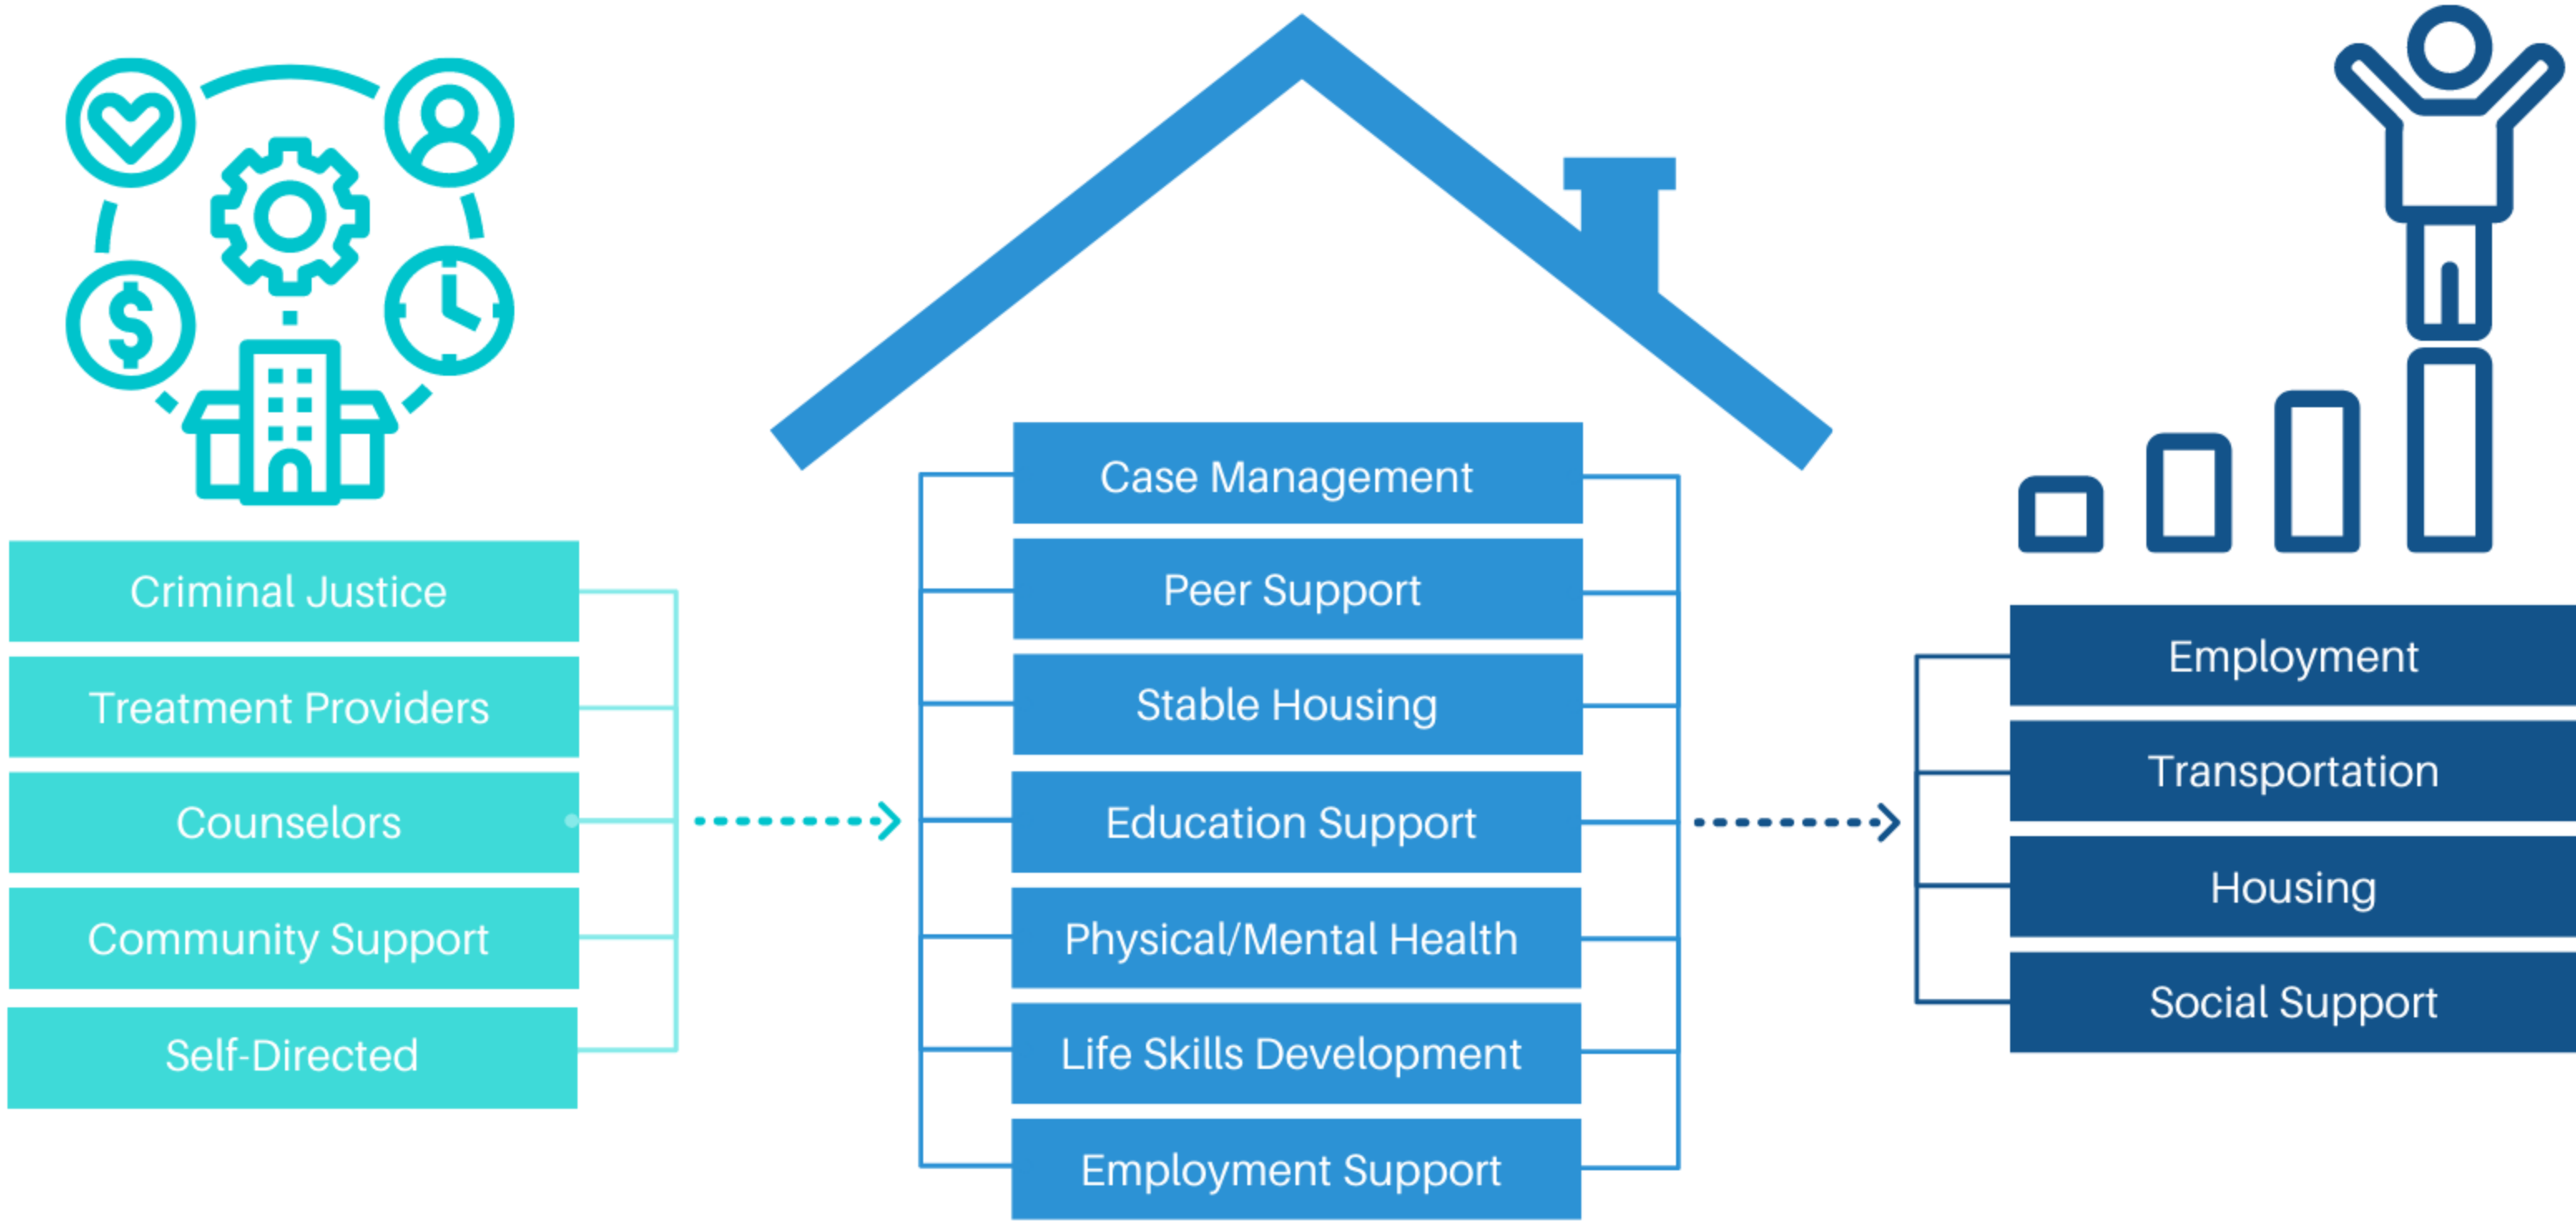 Criminal Justice
Treatment Providers
Counselors
Community Support
Self-Directed
Case Management
Peer Support
Stable Housing
Education Support
Physical/Mental Health
Life Skills Development
Employment Support
Employment
Transportation
Housing
Social Support